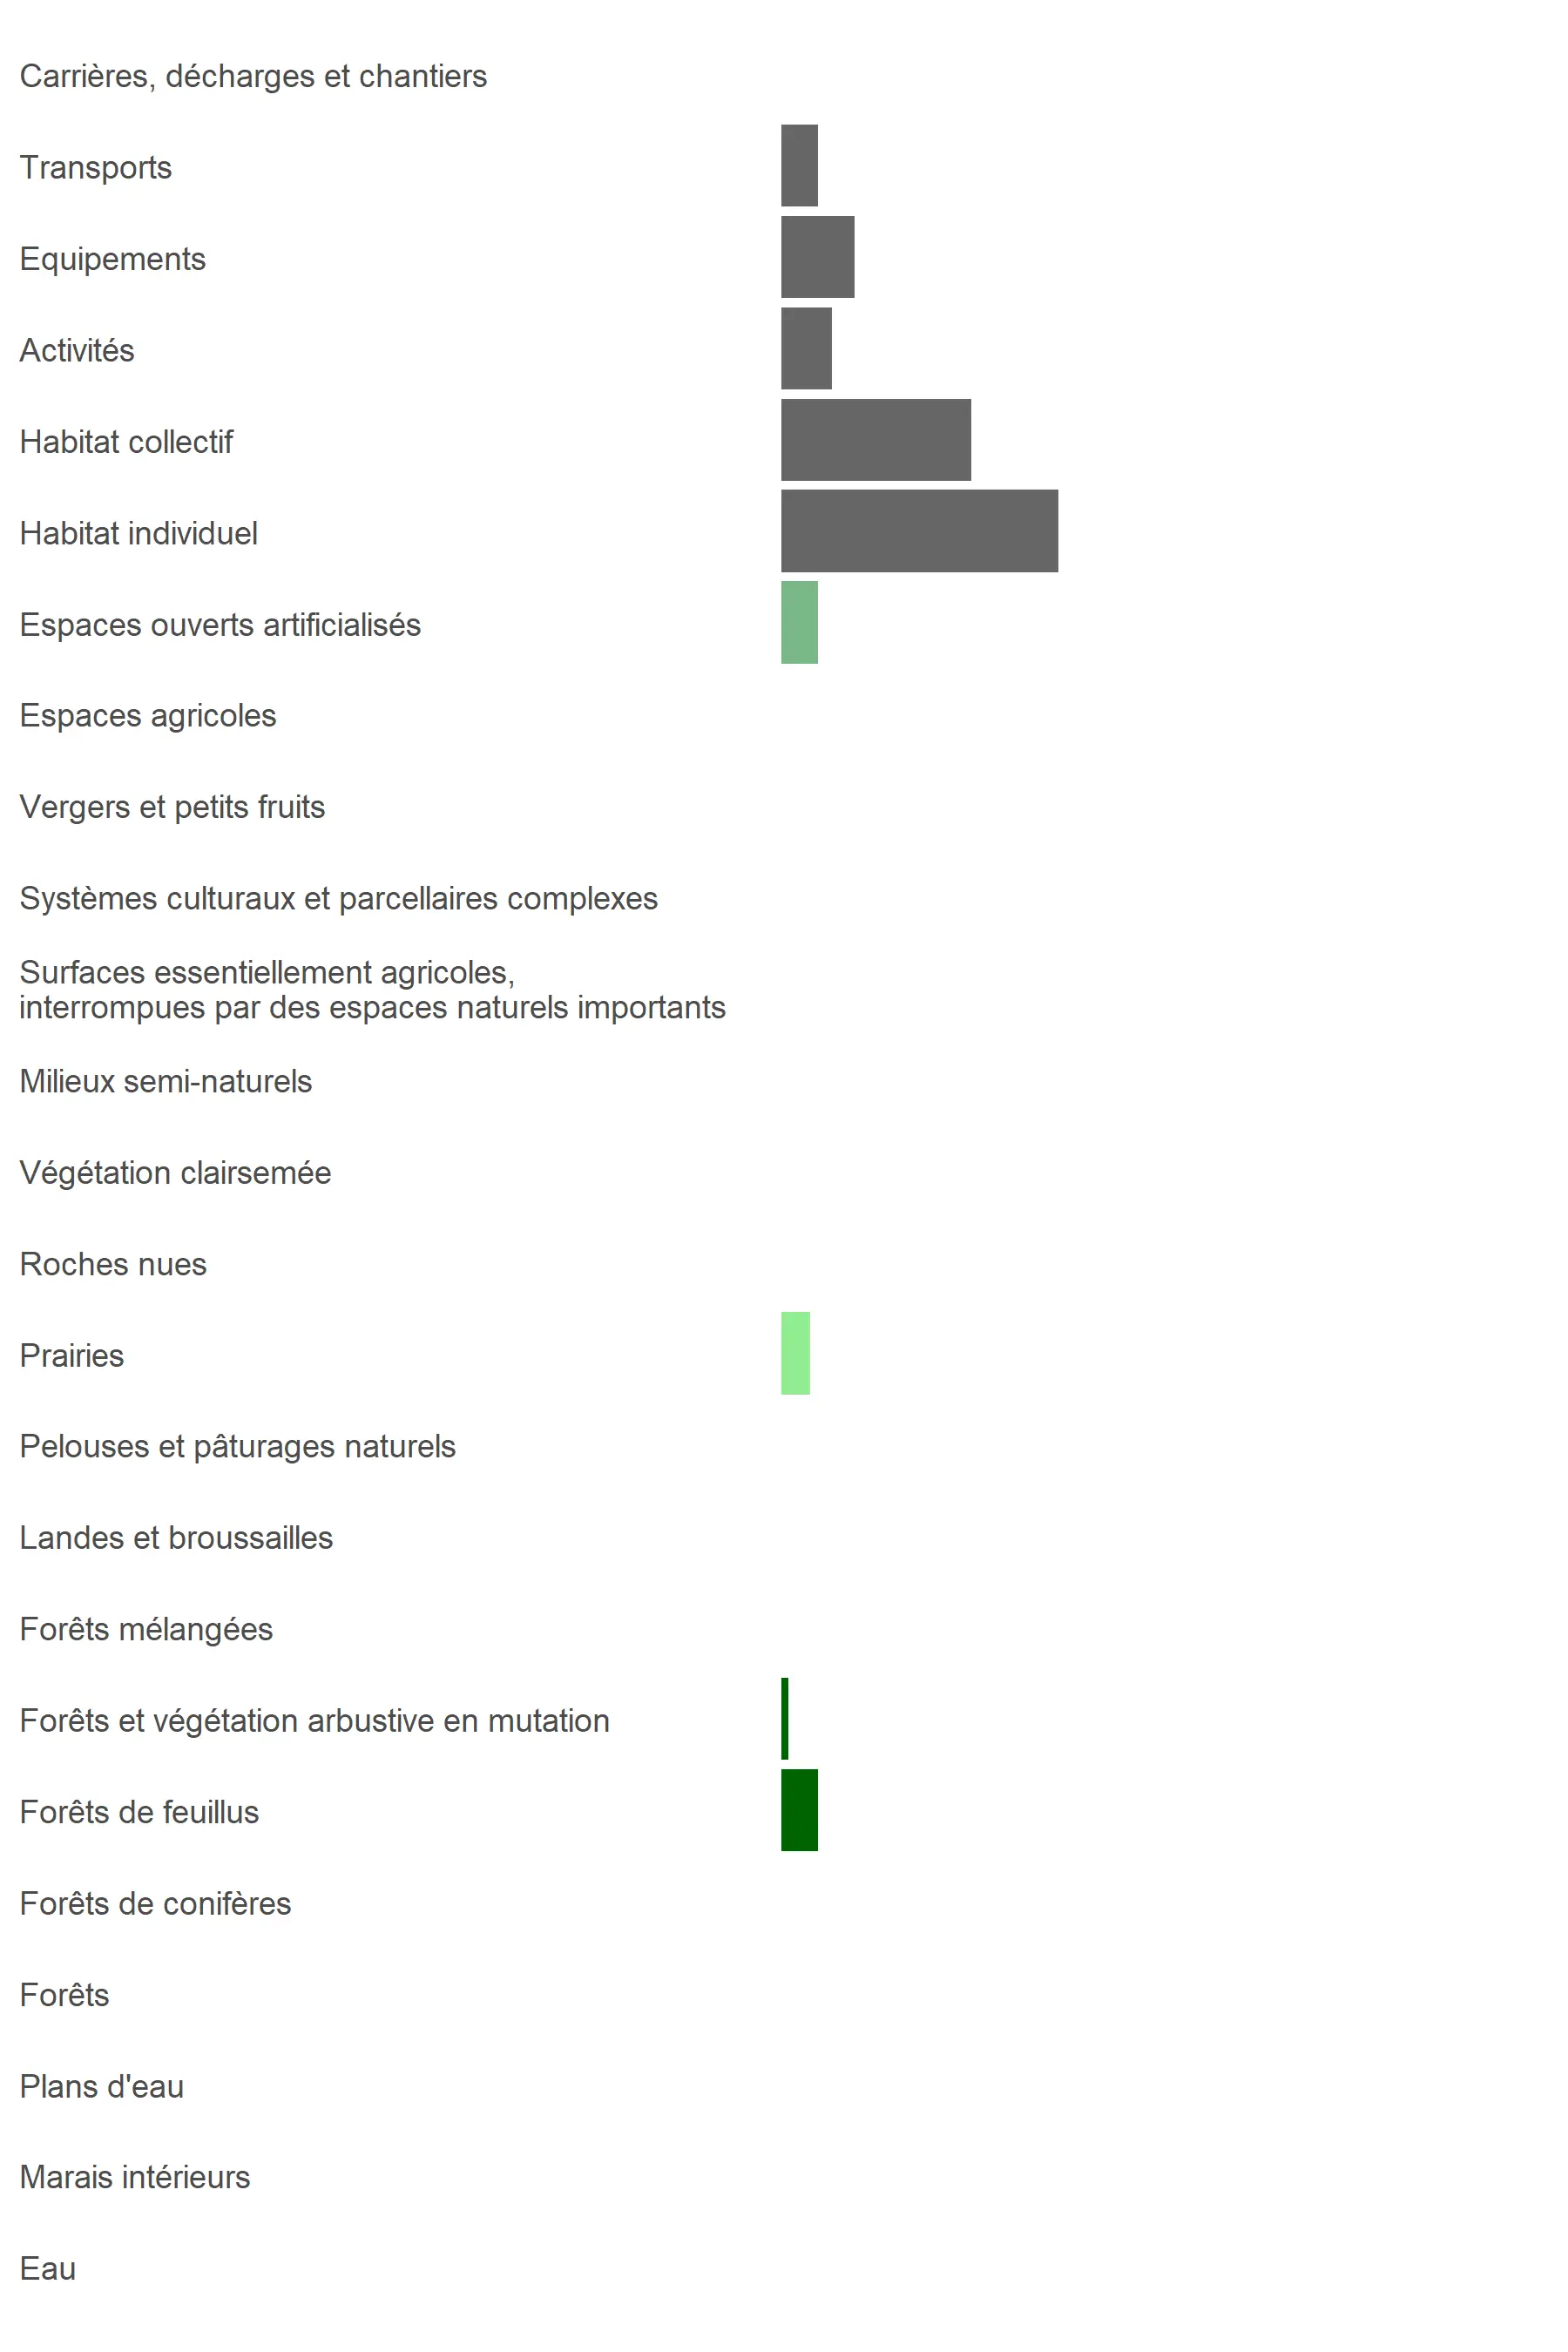 Carrières, décharges et chantiers
Transports
Equipements
Activités
Habitat collectif
Habitat individuel
Espaces ouverts artificialisés
Espaces agricoles
Vergers et petits fruits
Systèmes culturaux et parcellaires complexes
Surfaces essentiellement agricoles,
interrompues par des espaces naturels importants
Milieux semi-naturels
Végétation clairsemée
Roches nues
Prairies
Pelouses et pâturages naturels
Landes et broussailles
Forêts mélangées
Forêts et végétation arbustive en mutation
Forêts de feuillus
Forêts de conifères
Forêts
Plans d'eau
Marais intérieurs
Eau